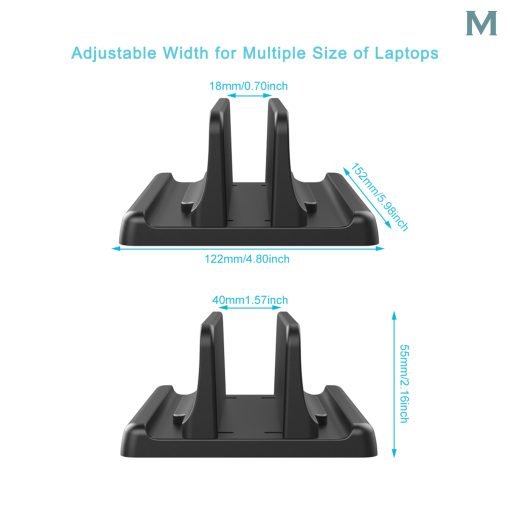 M
Adjustable Width for Multiple Size of Laptops
18mm/0.70inch
152mm/5.98inch
122mm/4.80inch
40mm1.57inch
55mm/2.16inch